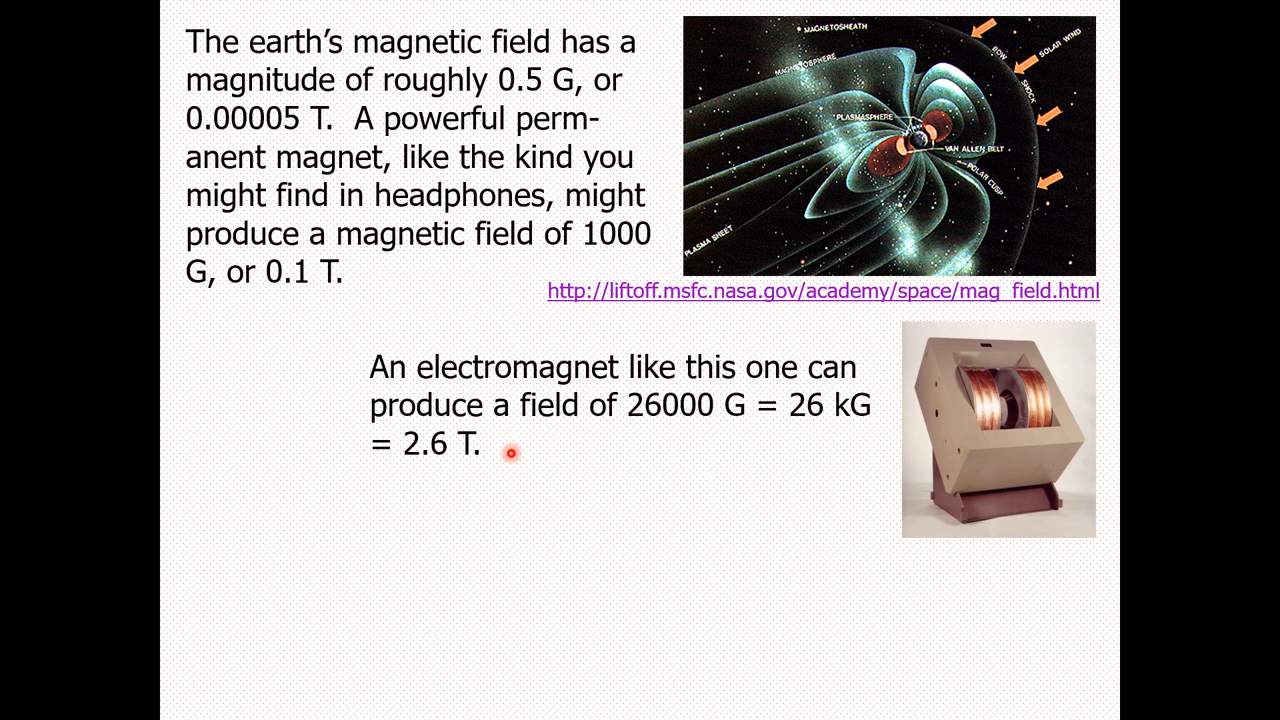 The earth’s magnetic field has a
magnitude of roughly 0.5 G, or
0.00005 T.  A powerful perm-
anent magnet, like the kind you
might find in headphones, might
produce a magnetic field of 1000
G, or 0.1 T.
MAGNETOSHEATH
MAGNETOSPHERE
PLASMASPHERE
BOW
SHOCK
SOLAR WIND
VAN ALLEN BELT
POLAR CUSP
PLASMA SHEET
http://liftoff.msfc.nasa.gov/academy/space/mag_field.html
An electromagnet like this one can
produce a field of 26000 G = 26 kG
= 2.6 T.